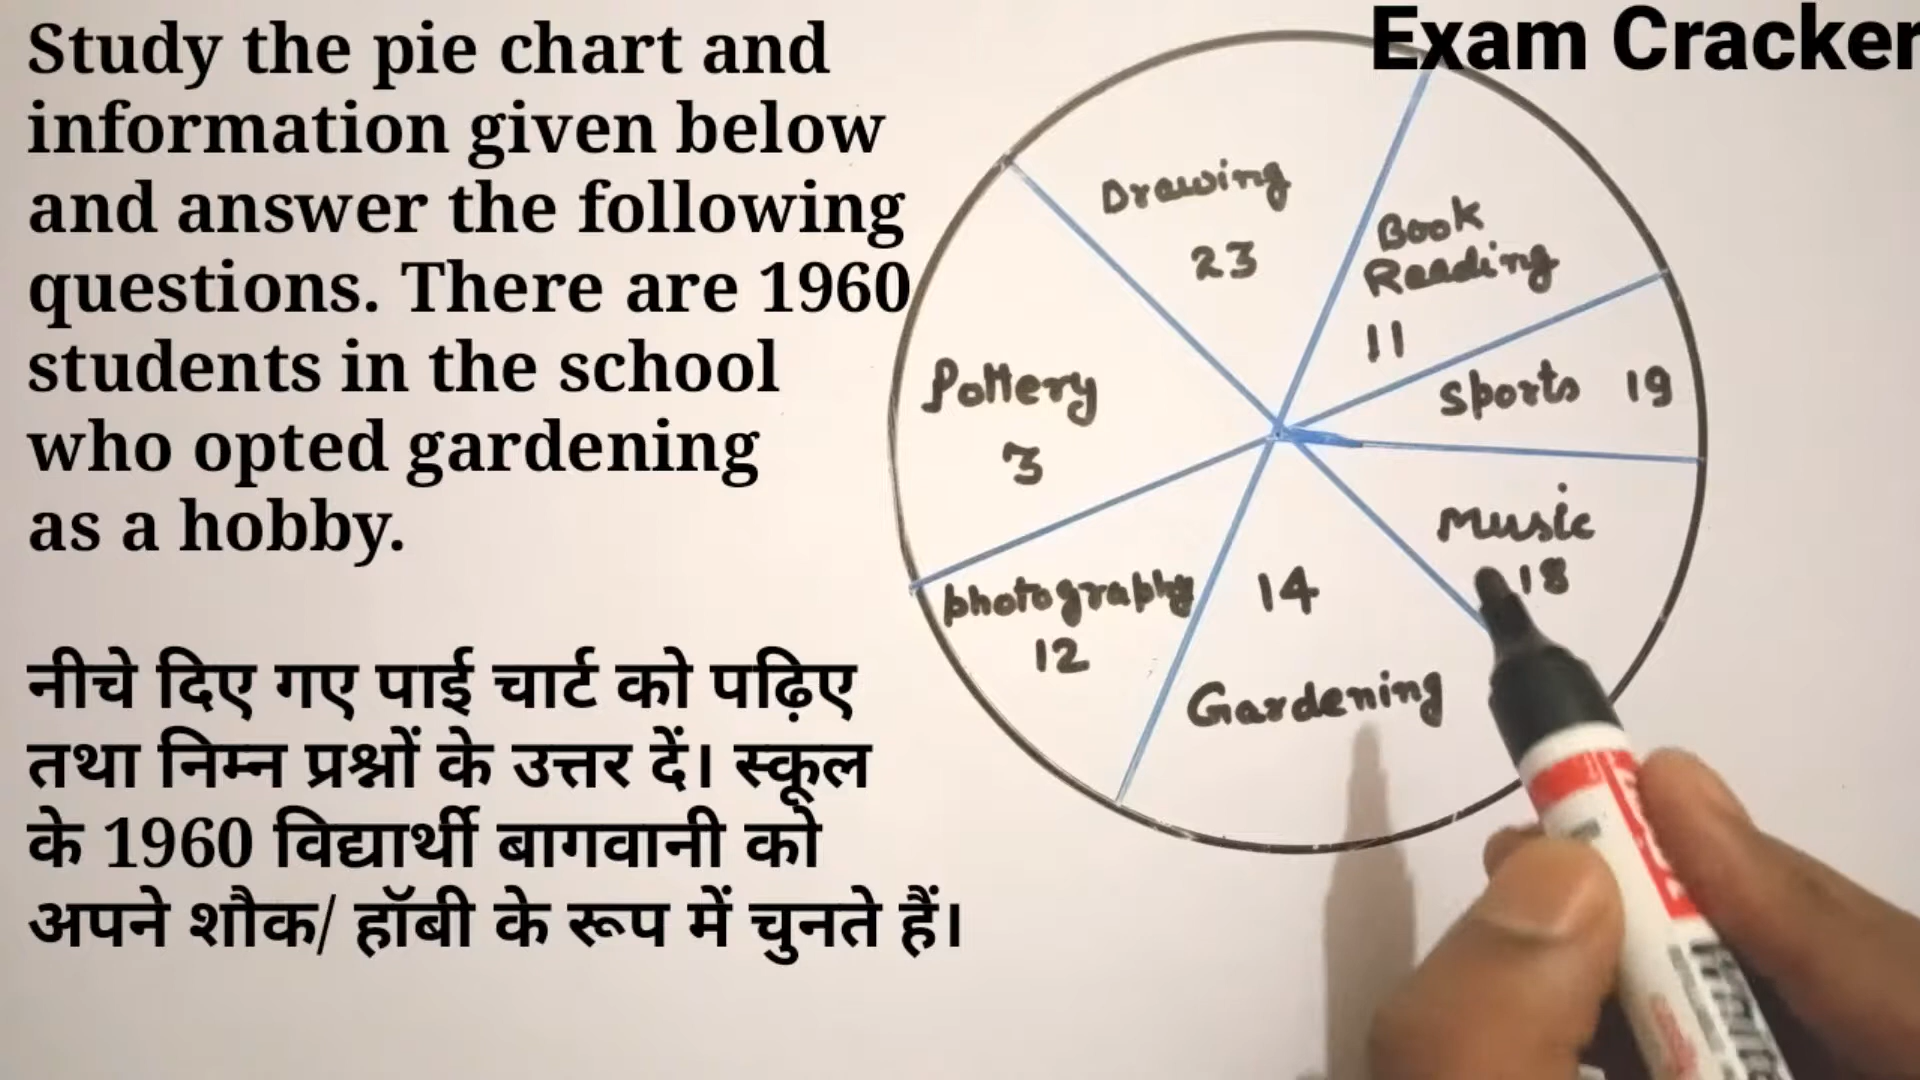 Study the pie chart and
information given below
and answer the following
questions. There are 1960
students in the school
who opted gardening
as a hobby.
नीचे दिए गए पाई चार्ट को पढ़िए
तथा निम्न प्रश्नों के उत्तर दें। स्कूल
के 1960 विद्यार्थी बागवानी को
अपने शौक/ हॉबी के रूप में चुनते हैं।
Exam Cracker
Drawing
23
Book
Reading
11
Sports 19
Music
18
Gardening
14
photography
12
Pottery
3